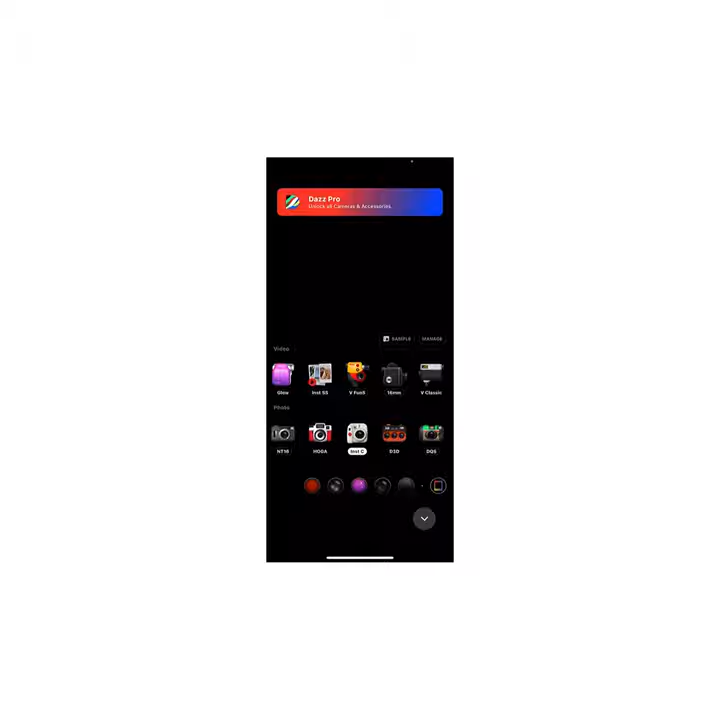 Dazz Pro
Unlock all Cameras & Accessories.
SAMPLE MANAGE
Video
Glow Inst SS V FunS 16mm V Classic
Photo
NT16 HOGA Inst C D3D DQS